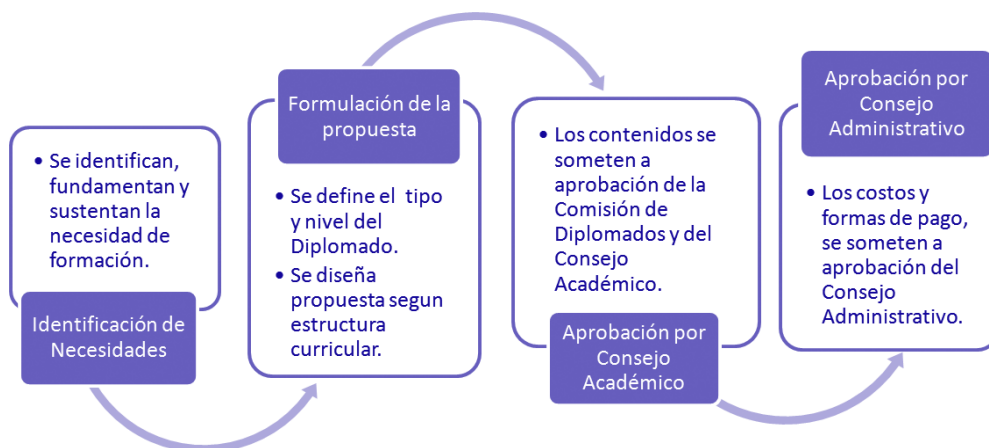 • Se identifican,
fundamentan y
sustentan la
necesidad de
formación.
Identificación de
Necesidades
Formulación de la
propuesta
• Se define el tipo
y nivel del
Diplomado.
• Se diseña
propuesta segun
estructura
curricular.
• Los contenidos se
someten a
aprobación de la
Comisión de
Diplomados y del
Consejo
Académico.
Aprobación por
Consejo
Académico
Aprobación por
Consejo
Administrativo
• Los costos y
formas de pago,
se someten a
aprobación del
Consejo
Administrativo.